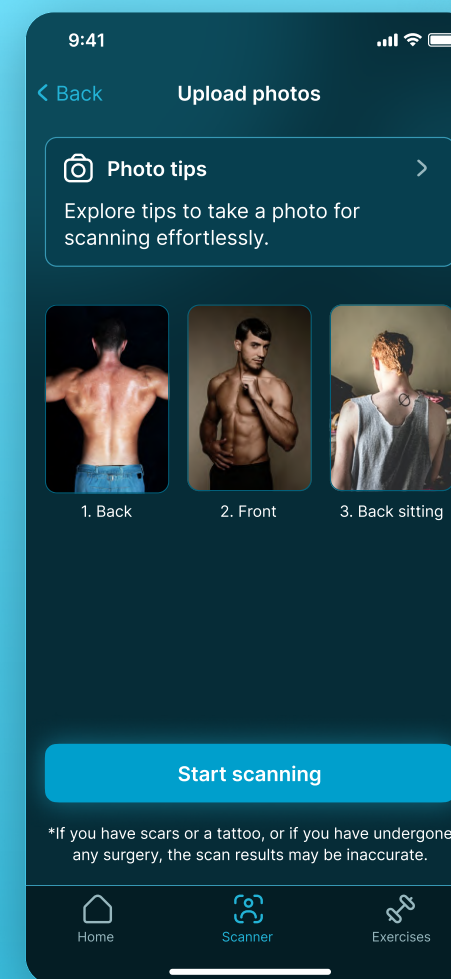 9:41
Back
Upload photos
Photo tips
Explore tips to take a photo for
scanning effortlessly.
1. Back
2. Front
3. Back sitting
Start scanning
*If you have scars or a tattoo, or if you have undergone
any surgery, the scan results may be inaccurate.
Home
Scanner
Exercises